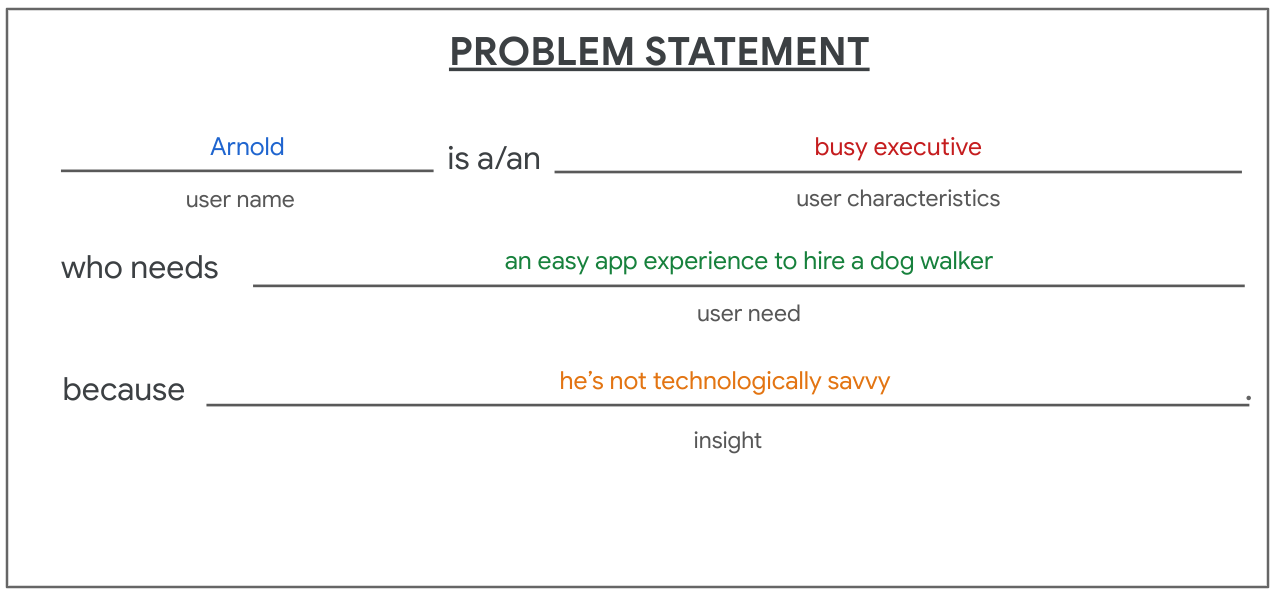 PROBLEM STATEMENT
Arnold is a/an busy executive
user name user characteristics
who needs an easy app experience to hire a dog walker
user need
because he’s not technologically savvy .
insight